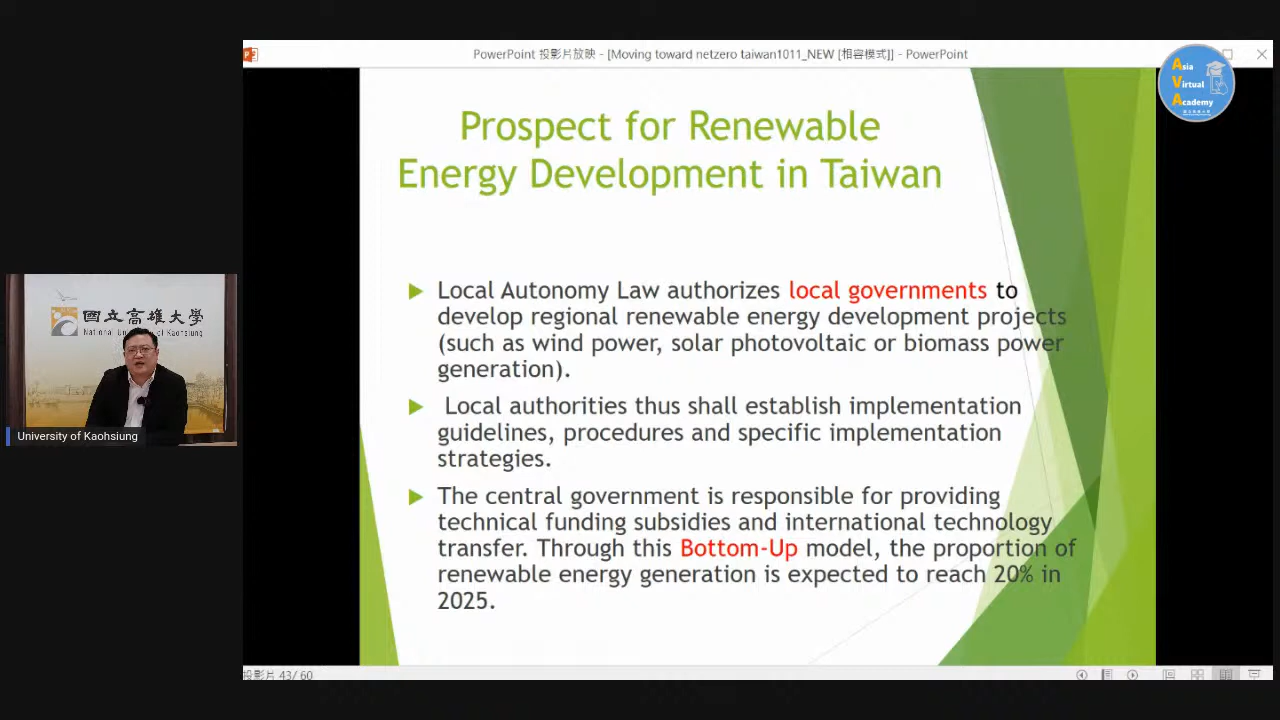 PowerPoint 投影片放映 - [Moving toward netzero taiwan1011_NEW [相容模式]] - PowerPoint
Asia
Virtual
Academy
Prospect for Renewable
Energy Development in Taiwan
Local Autonomy Law authorizes local governments to
develop regional renewable energy development projects
(such as wind power, solar photovoltaic or biomass power
generation).
Local authorities thus shall establish implementation
guidelines, procedures and specific implementation
strategies.
The central government is responsible for providing
technical funding subsidies and international technology
transfer. Through this Bottom-Up model, the proportion of
renewable energy generation is expected to reach 20% in
2025.
國立高雄大學
National University of Kaohsiung
University of Kaohsiung
投影片 43/ 60